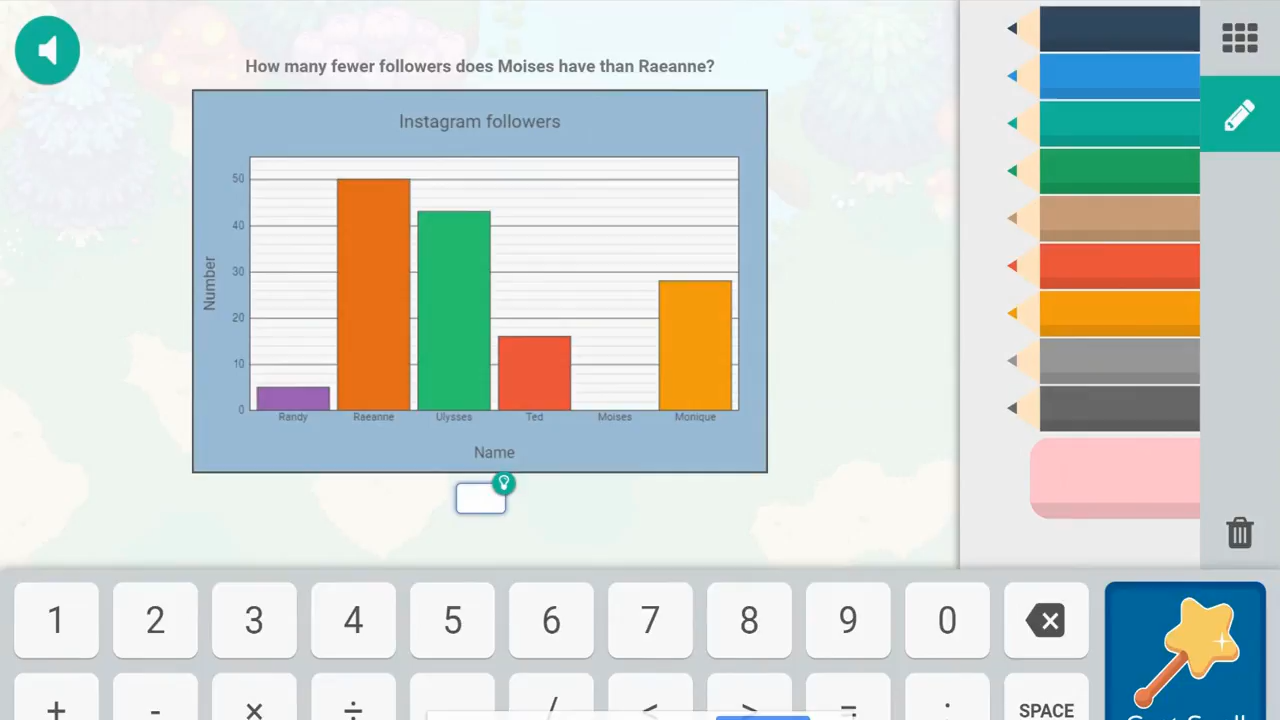 How many fewer followers does Moises have than Raeanne?
Instagram followers
50
40
30
20
10
0
Number
Randy Raeanne Ulysses Ted Moises Monique
Name
1 2 3 4 5 6 7 8 9 0
+ - × ÷ / < > = : SPACE